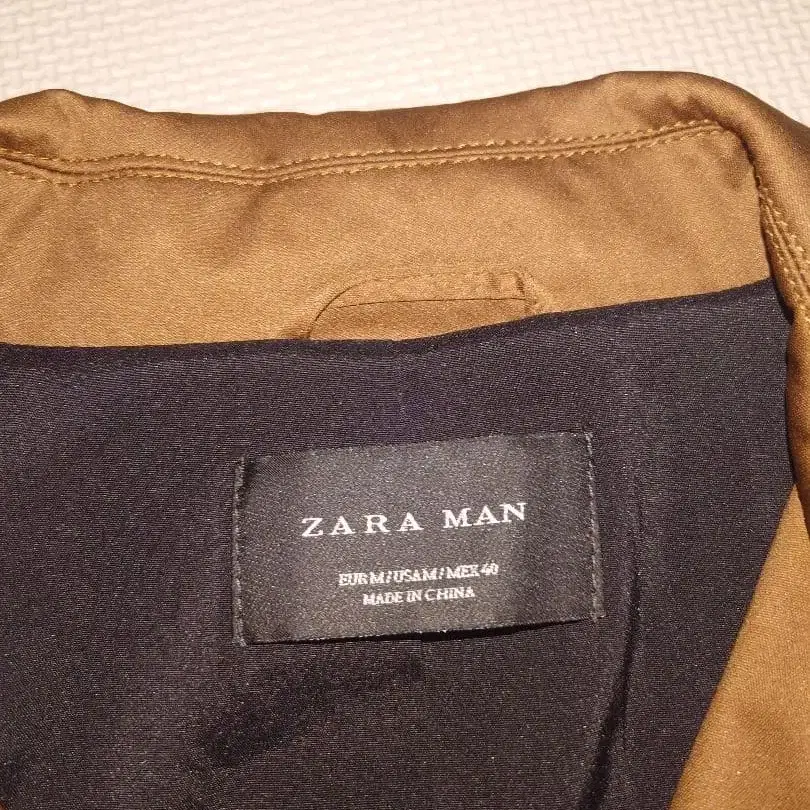 ZARA MAN
EUR M / USA M / MEX 40
MADE IN CHINA